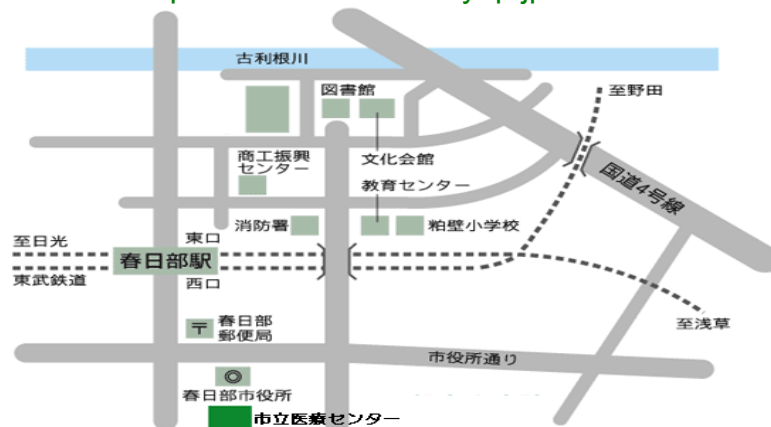 古利根川
図書館
至野田
商工振興
センター
文化会館
教育センター
国道4号線
消防署
粕壁小学校
至日光
東口
春日部駅
東武鉄道
西口
〒
春日部
郵便局
至浅草
市役所通り
◎
春日部市役所
市立医療センター